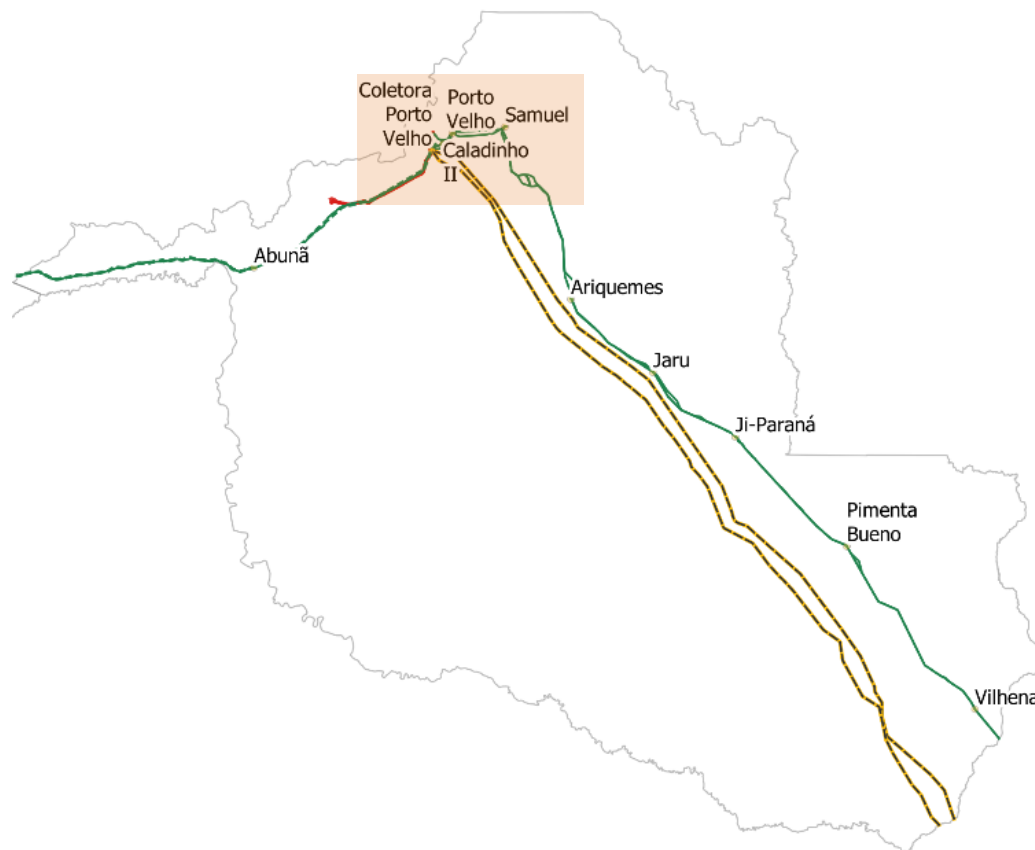 Coletora
Porto
Velho
Porto
Velho
Samuel
Caladinho
II
Abunã
Ariquemes
Jaru
Ji-Paraná
Pimenta
Bueno
Vilhena